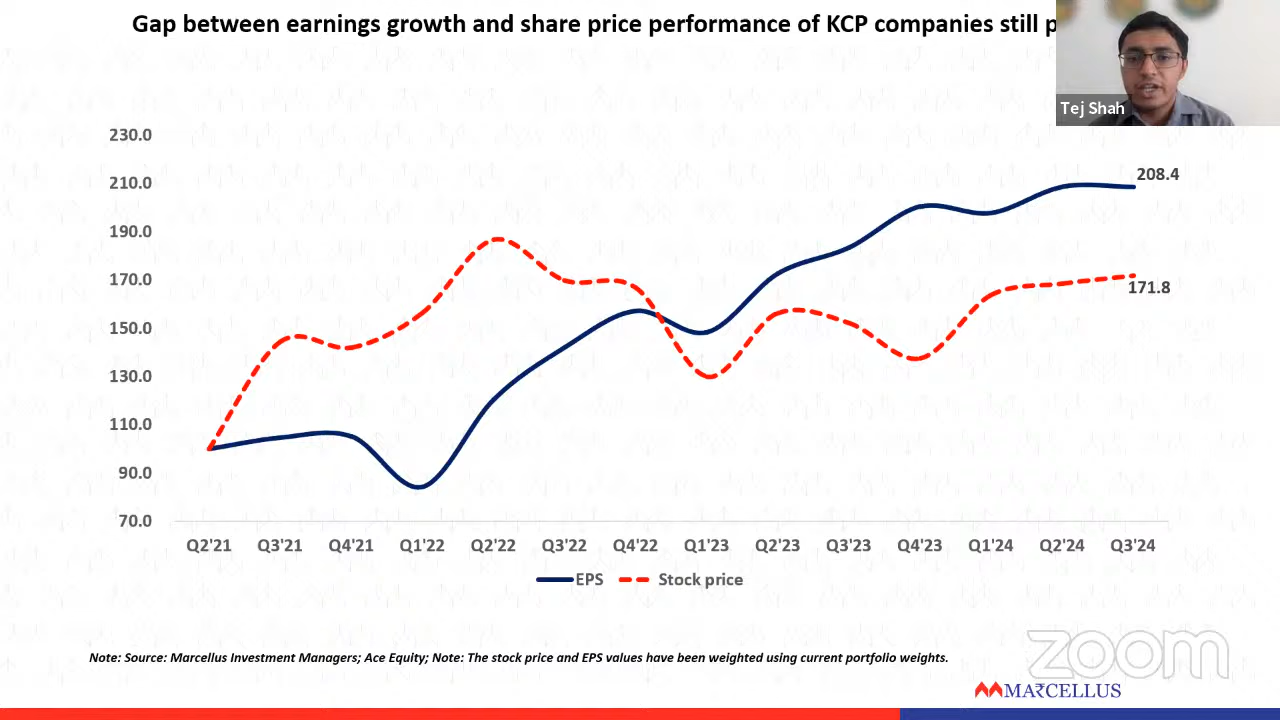 Gap between earnings growth and share price performance of KCP companies still
Tej Shah
230.0
210.0
190.0
170.0
150.0
130.0
110.0
90.0
70.0
208.4
171.8
Q2'21 Q3'21 Q4'21 Q1'22 Q2'22 Q3'22 Q4'22 Q1'23 Q2'23 Q3'23 Q4'23 Q1'24 Q2'24 Q3'24
EPS Stock price
Note: Source: Marcellus Investment Managers; Ace Equity; Note: The stock price and EPS values have been weighted using current portfolio weights.
zoom
MARCELLUS